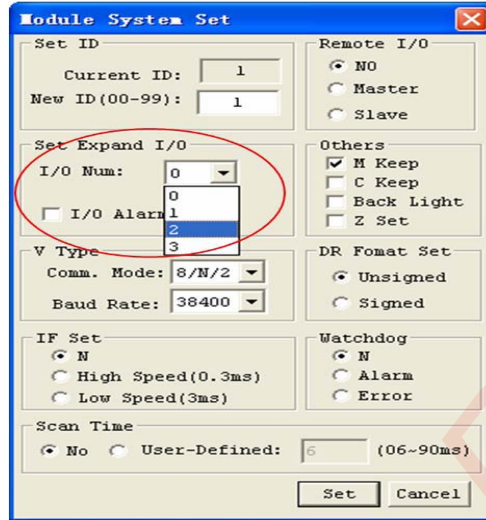 Module System Set
Set ID
Current ID: 1
New ID(00-99): 1
Remote I/O
NO
Master
Slave
Set Expand I/O
I/O Num: 0
0
1
2
3
I/O Alarm
Others
M Keep
C Keep
Back Light
Z Set
V Type
Comm. Mode: 8/N/2
Baud Rate: 38400
DR Fomat Set
Unsigned
Signed
IF Set
N
High Speed(0.3ms)
Low Speed(3ms)
Watchdog
N
Alarm
Error
Scan Time
No User-Defined: 6 (06~90ms)
Set Cancel